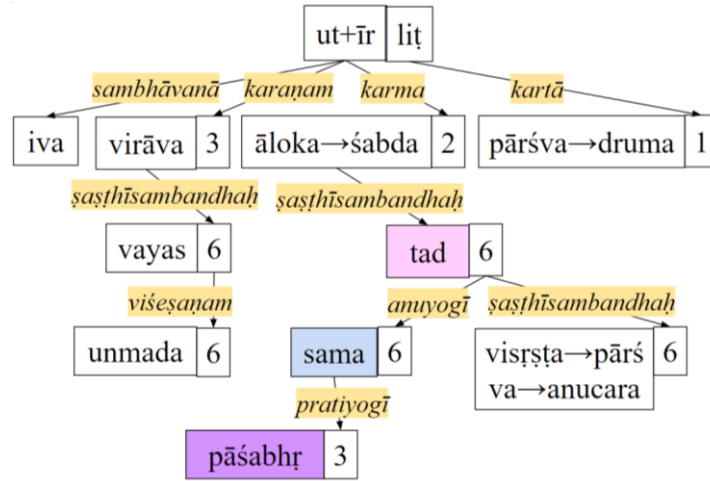 ut+īr liṭ
sambhāvanā karaṇam karma kartā
iva virāva 3 āloka→śabda 2 pārśva→druma 1
ṣaṣṭhīsambandhaḥ ṣaṣṭhīsambandhaḥ
vayas 6 tad 6
viśeṣaṇam anuyogī ṣaṣṭhīsambandhaḥ
unmada 6 sama 6 visṛṣṭa→pārś 6
va→anucara
pratiyogī
pāśabhṛ 3